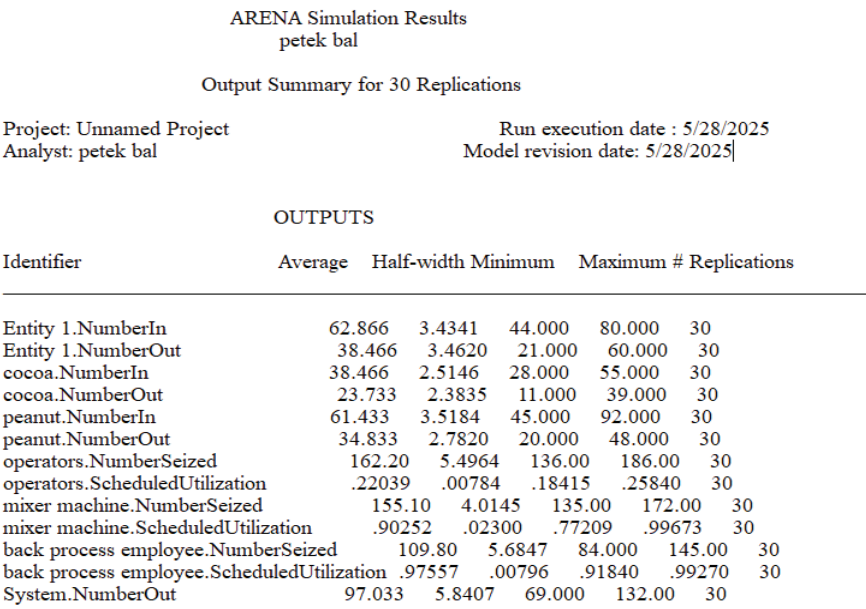 ARENA Simulation Results
petek bal
Output Summary for 30 Replications
Project: Unnamed Project Run execution date : 5/28/2025
Analyst: petek bal Model revision date: 5/28/2025
OUTPUTS
Identifier Average Half-width Minimum Maximum # Replications
Entity 1.NumberIn 62.866 3.4341 44.000 80.000 30
Entity 1.NumberOut 38.466 3.4620 21.000 60.000 30
cocoa.NumberIn 38.466 2.5146 28.000 55.000 30
cocoa.NumberOut 23.733 2.3835 11.000 39.000 30
peanut.NumberIn 61.433 3.5184 45.000 92.000 30
peanut.NumberOut 34.833 2.7820 20.000 48.000 30
operators.NumberSeized 162.20 5.4964 136.00 186.00 30
operators.ScheduledUtilization .22039 .00784 .18415 .25840 30
mixer machine.NumberSeized 155.10 4.0145 135.00 172.00 30
mixer machine.ScheduledUtilization .90252 .02300 .77209 .99673 30
back process employee.NumberSeized 109.80 5.6847 84.000 145.00 30
back process employee.ScheduledUtilization .97557 .00796 .91840 .99270 30
System.NumberOut 97.033 5.8407 69.000 132.00 30